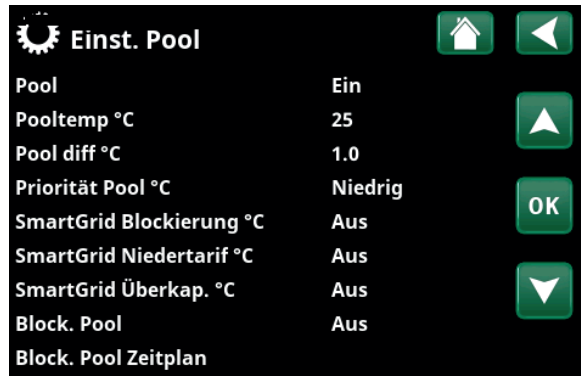 Einst. Pool
Pool Ein
Pooltemp °C 25
Pool diff °C 1.0
Priorität Pool °C Niedrig
SmartGrid Blockierung °C Aus
OK
SmartGrid Niedertarif °C Aus
SmartGrid Überkap. °C Aus
Block. Pool Aus
Block. Pool Zeitplan